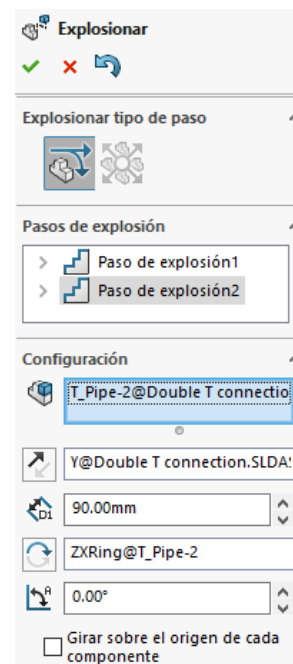 Explosionar
Explosionar tipo de paso
Pasos de explosión
Paso de explosión1
Paso de explosión2
Configuración
T_Pipe-2@Double T connectio
Y@Double T connection.SLDA
D1
90.00mm
ZXRing@T_Pipe-2
A
0.00°
Girar sobre el origen de cada
componente